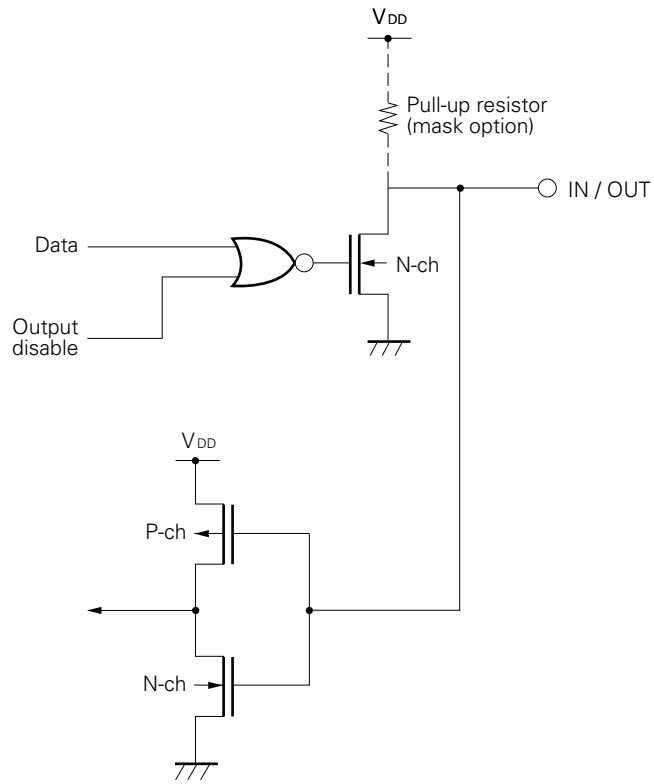 VDD
Pull-up resistor
(mask option)
IN / OUT
Data
N-ch
Output
disable
VDD
P-ch
N-ch